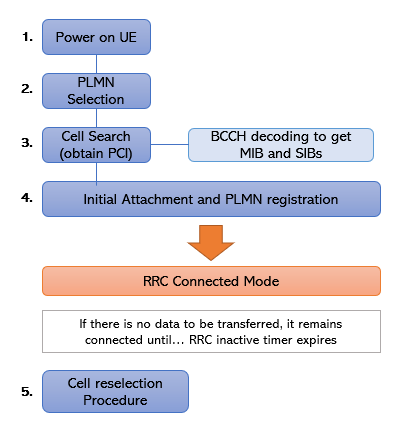 1. Power on UE
2. PLMN
Selection
3. Cell Search
(obtain PCI)
BCCH decoding to get
MIB and SIBs
4. Initial Attachment and PLMN registration
RRC Connected Mode
If there is no data to be transferred, it remains
connected until... RRC inactive timer expires
5. Cell reselection
Procedure